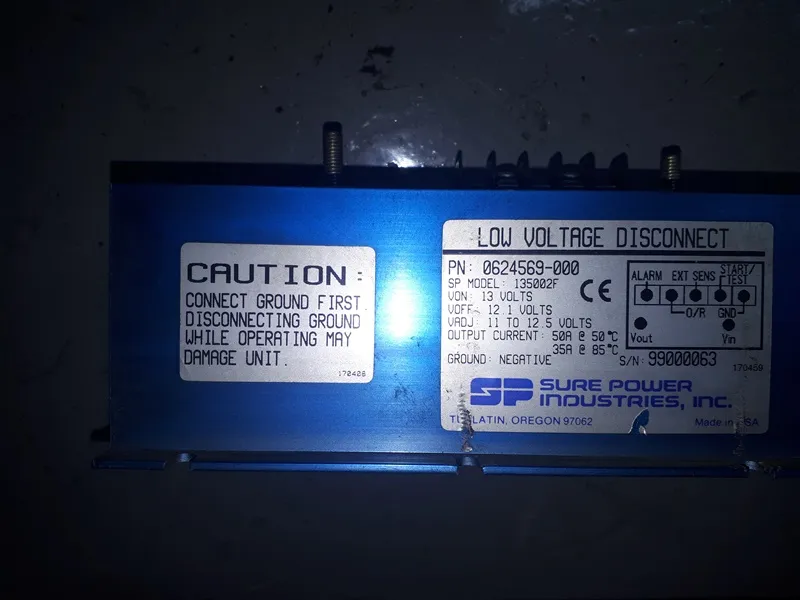 CAUTION:
CONNECT GROUND FIRST.
DISCONNECTING GROUND
WHILE OPERATING MAY
DAMAGE UNIT.
170408
LOW VOLTAGE DISCONNECT
PN: 0624569-000
SP MODEL: 135002F
VON: 13 VOLTS
VOFF: 12.1 VOLTS
VADJ: 11 TO 12.5 VOLTS
OUTPUT CURRENT: 50A @ 50°C
35A @ 85°C
GROUND: NEGATIVE
CE
ALARM EXT SENS START/
TEST
O/R GND
Vout Vin
S/N: 99000063
170459
SP SURE POWER
INDUSTRIES, INC.
TUALATIN, OREGON 97062 Made in USA